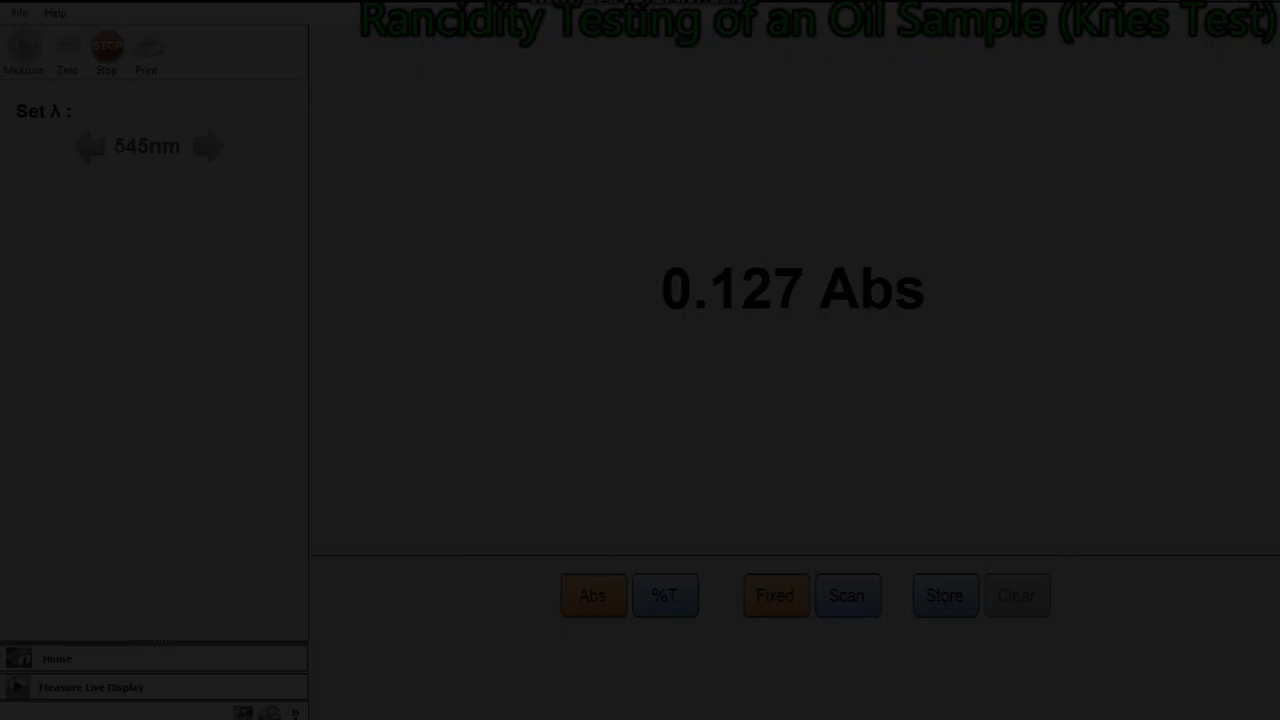 Rancidity Testing of an Oil Sample (Kries Test)
File Help
Measure Zero Stop Print
STOP
Set λ :
545nm
0.127 Abs
Abs %T Fixed Scan Store Clear
Home
Measure Live Display
»